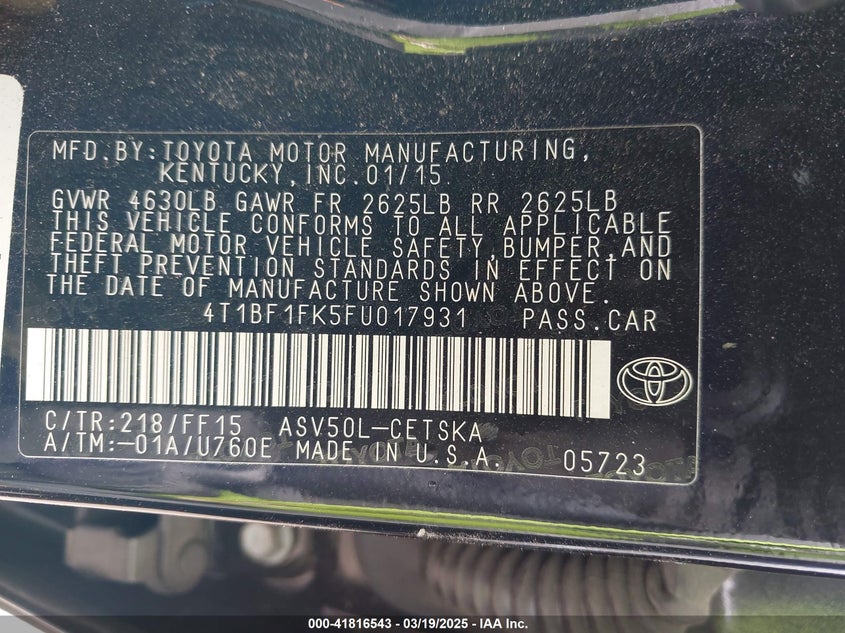 MFD.BY:TOYOTA MOTOR MANUFACTURING,
KENTUCKY,INC.01/15
GVWR 4630LB GAWR FR 2625LB RR 2625LB
THIS VEHICLE CONFORMS TO ALL APPLICABLE
FEDERAL MOTOR VEHICLE SAFETY,BUMPER,AND
THEFT PREVENTION STANDARDS IN EFFECT ON
THE DATE OF MANUFACTURE SHOWN ABOVE.
4T1BF1FK5FU017931 PASS.CAR
C/TR:218/FF15 ASV50L-CETSKA
A/TM:-01A/U760E MADE IN U.S.A. 05723
000-41816543 - 03/19/2025 - IAA Inc.